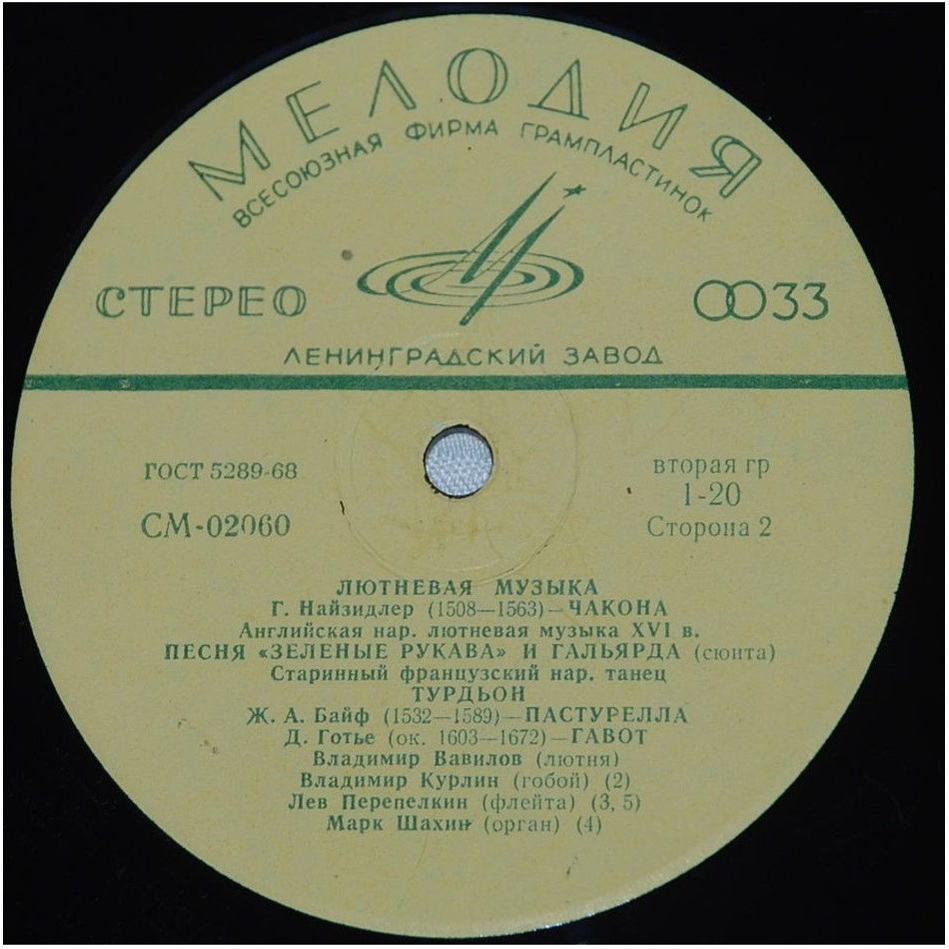 МЕЛОДИЯ
ВСЕСОЮЗНАЯ ФИРМА ГРАМПЛАСТИНОК
СТЕРЕО
33
ЛЕНИНГРАДСКИЙ ЗАВОД
ГОСТ 5289-68
СМ-02060
вторая гр
1-20
Сторона 2
ЛЮТНЕВАЯ МУЗЫКА
Г. Найзидлер (1508—1563)—ЧАКОНА
Английская нар. лютневая музыка XVI в.
ПЕСНЯ «ЗЕЛЕНЫЕ РУКАВА» И ГАЛЬЯРДА (сюита)
Старинный французский нар. танец
ТУРДЬОН
Ж. А. Байф (1532—1589)—ПАСТУРЕЛЛА
Д. Готье (ок. 1603—1672)—ГАВОТ
Владимир Вавилов (лютня)
Владимир Курлин (гобой) (2)
Лев Перепелкин (флейта) (3, 5)
Марк Шахин (орган) (4)